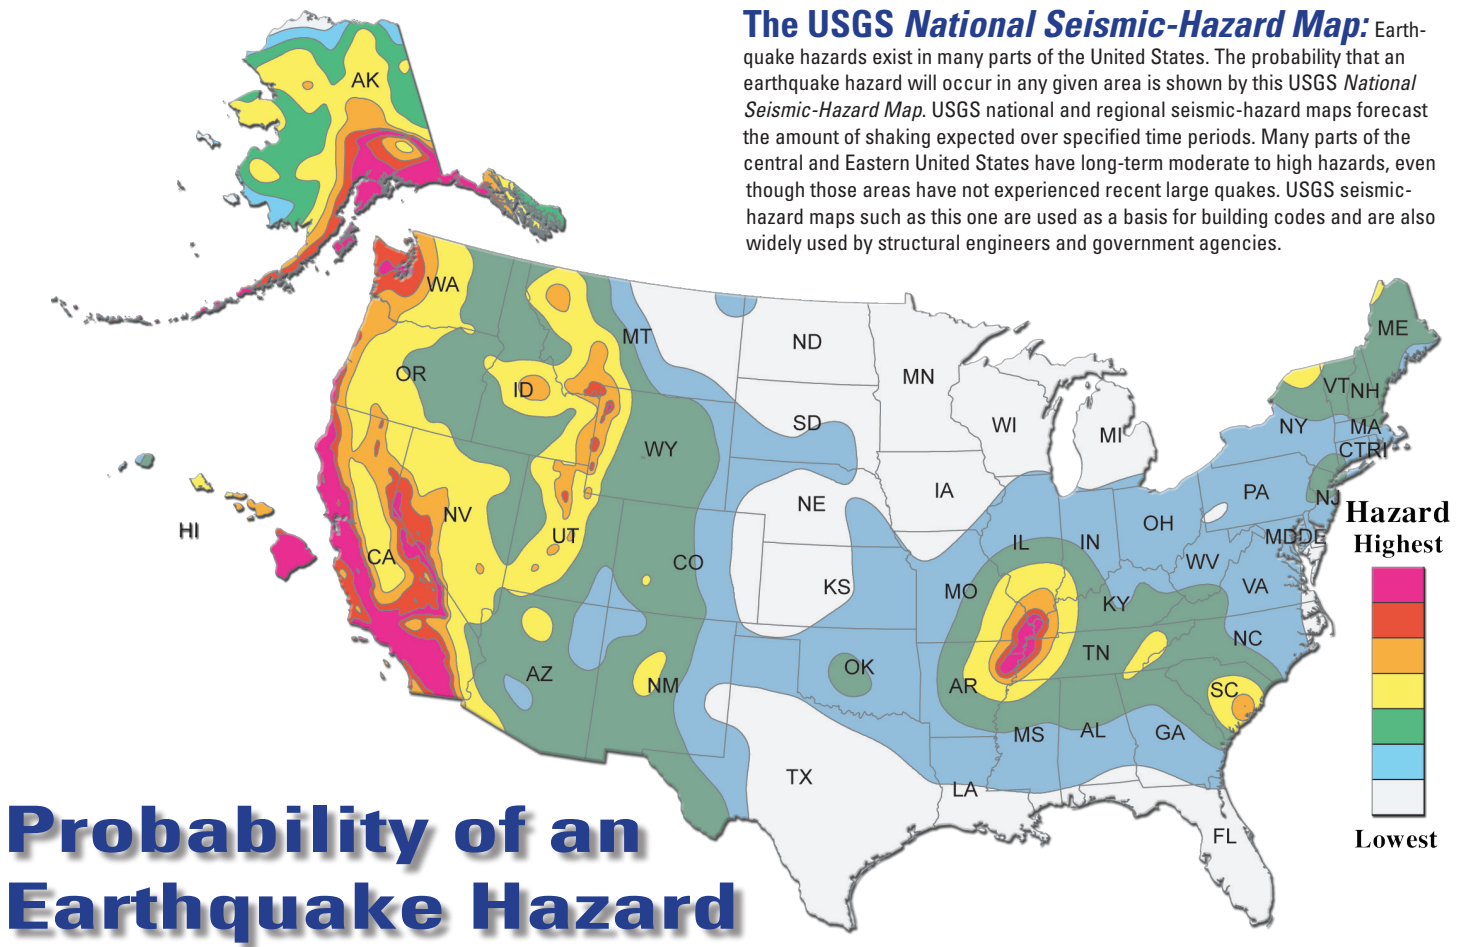 The USGS National Seismic-Hazard Map: Earth-
quake hazards exist in many parts of the United States. The probability that an
earthquake hazard will occur in any given area is shown by this USGS National
Seismic-Hazard Map. USGS national and regional seismic-hazard maps forecast
the amount of shaking expected over specified time periods. Many parts of the
central and Eastern United States have long-term moderate to high hazards, even
though those areas have not experienced recent large quakes. USGS seismic-
hazard maps such as this one are used as a basis for building codes and are also
widely used by structural engineers and government agencies.
AK
WA
MT
ND
MN
ME
OR
ID
SD
WI
MI
VT
NH
NY
MA
CT
RI
WY
NE
IA
PA
NJ
HI
NV
UT
CA
CO
KS
MO
IL
IN
OH
WV
MD
DE
VA
KY
NC
TN
AZ
NM
OK
AR
SC
MS
AL
GA
TX
LA
FL
Hazard
Highest
Lowest
Probability of an
Earthquake Hazard